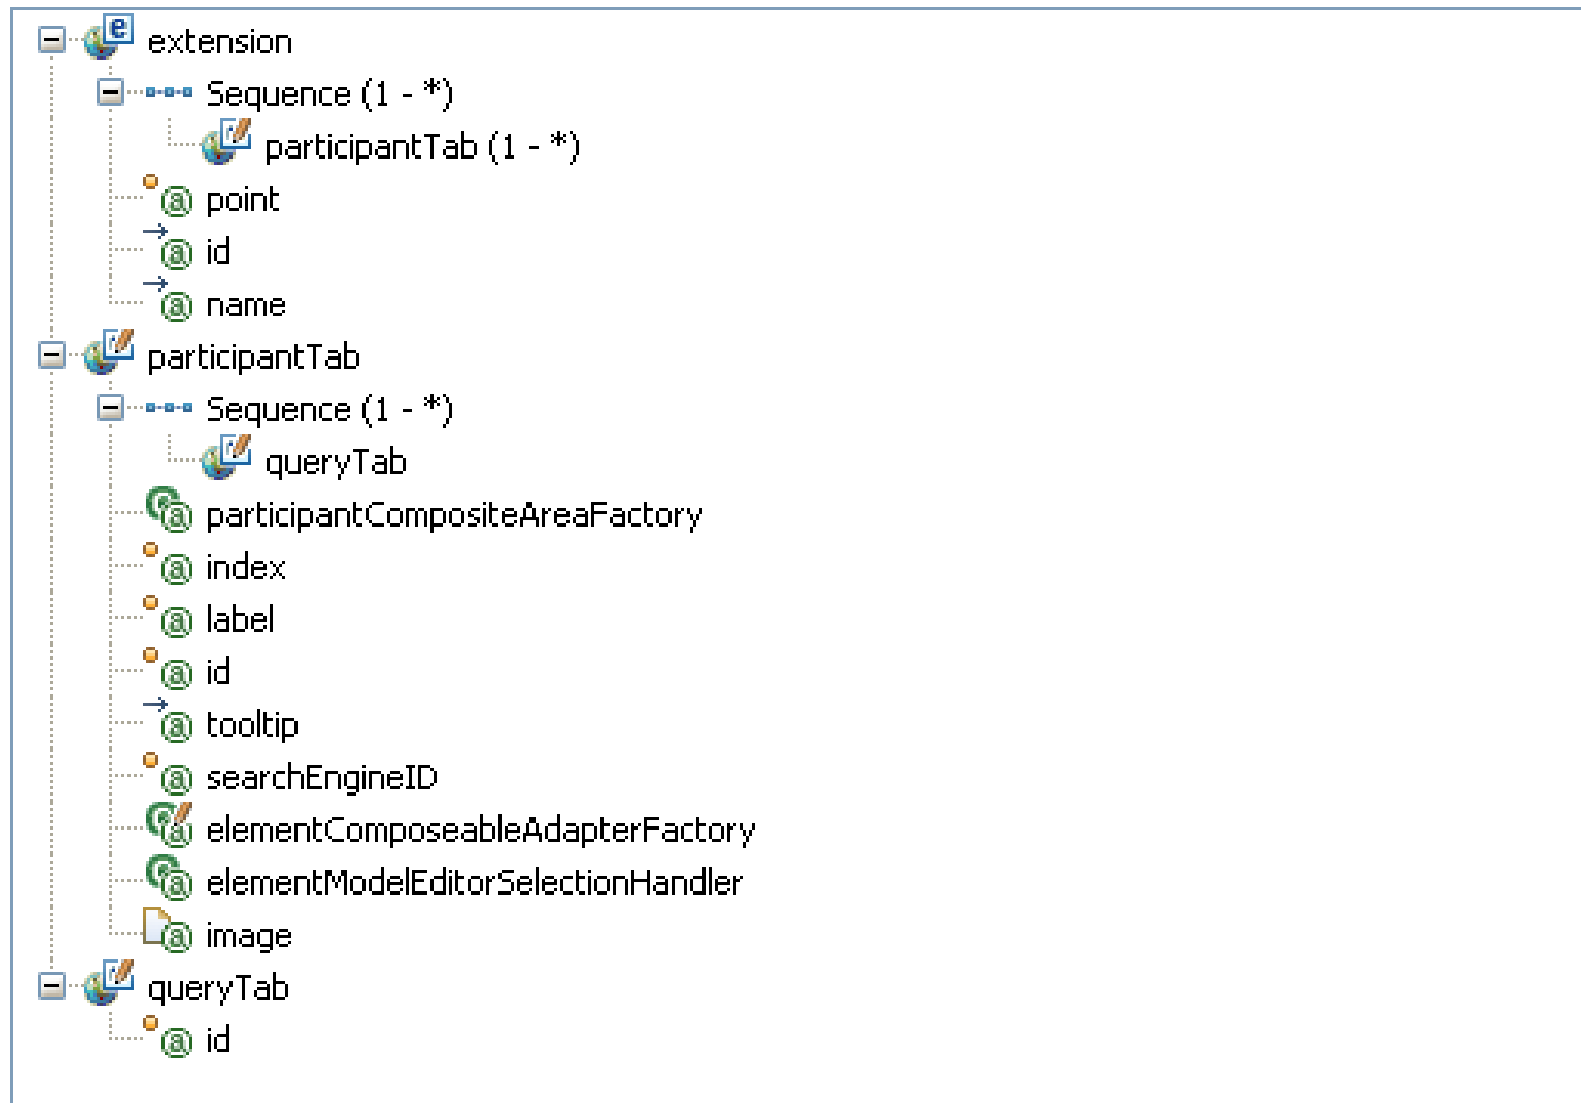 extension
Sequence (1 - *)
participantTab (1 - *)
point
id
name
participantTab
Sequence (1 - *)
queryTab
participantCompositeAreaFactory
index
label
id
tooltip
searchEngineID
elementComposeableAdapterFactory
elementModelEditorSelectionHandler
image
queryTab
id